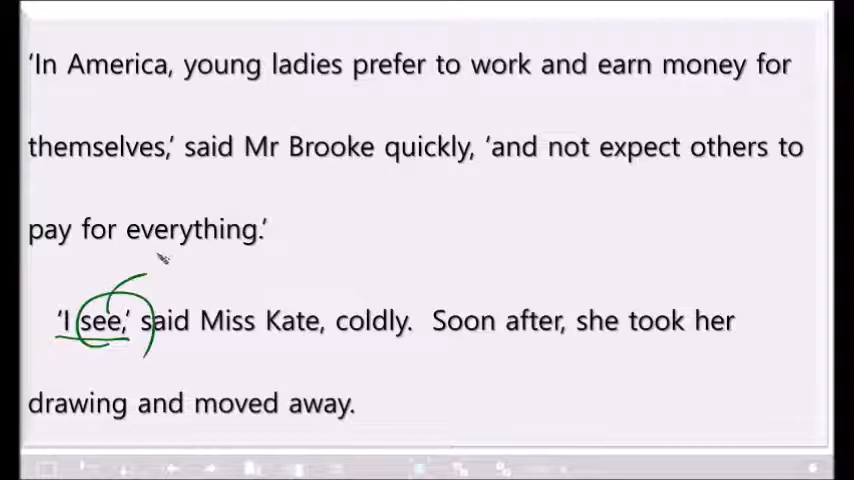 ‘In America, young ladies prefer to work and earn money for
themselves,’ said Mr Brooke quickly, ‘and not expect others to
pay for everything.’
‘I see,’ said Miss Kate, coldly.  Soon after, she took her
drawing and moved away.